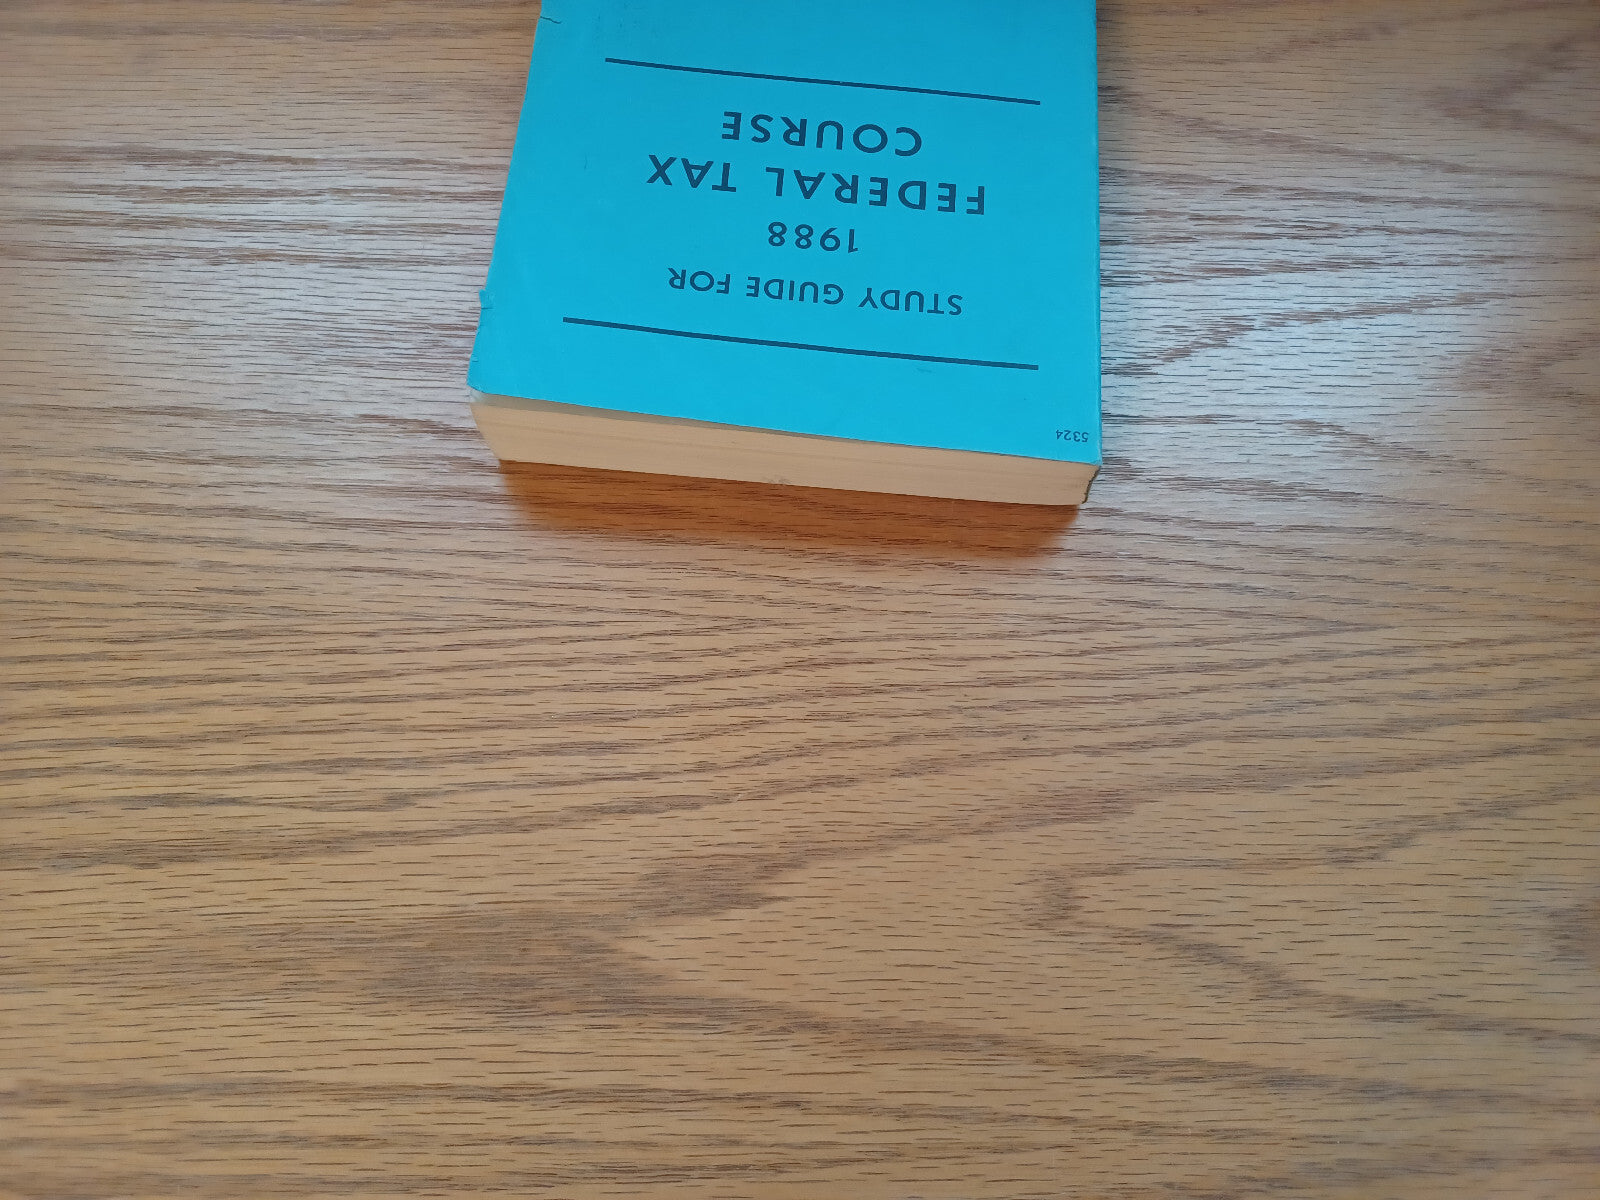 5324
STUDY GUIDE FOR
1988
FEDERAL TAX
COURSE